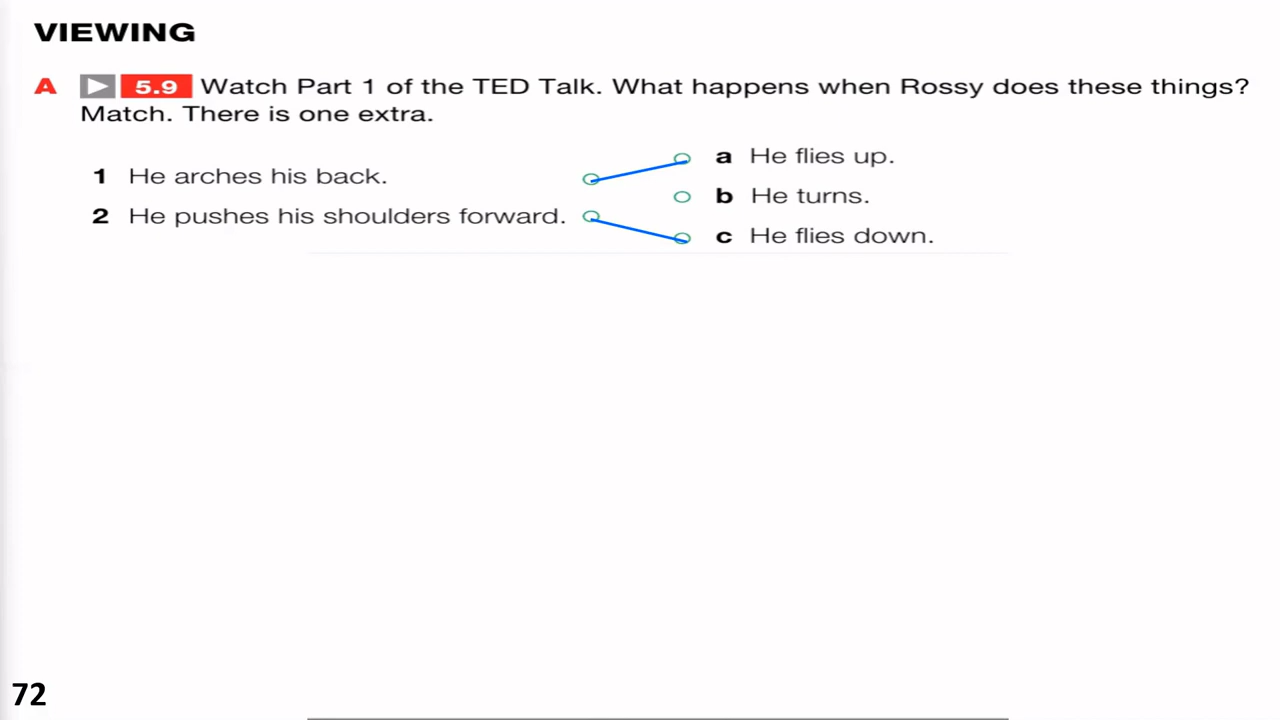 VIEWING
A 5.9 Watch Part 1 of the TED Talk. What happens when Rossy does these things?
Match. There is one extra.
1 He arches his back.
2 He pushes his shoulders forward.
a He flies up.
b He turns.
c He flies down.
72